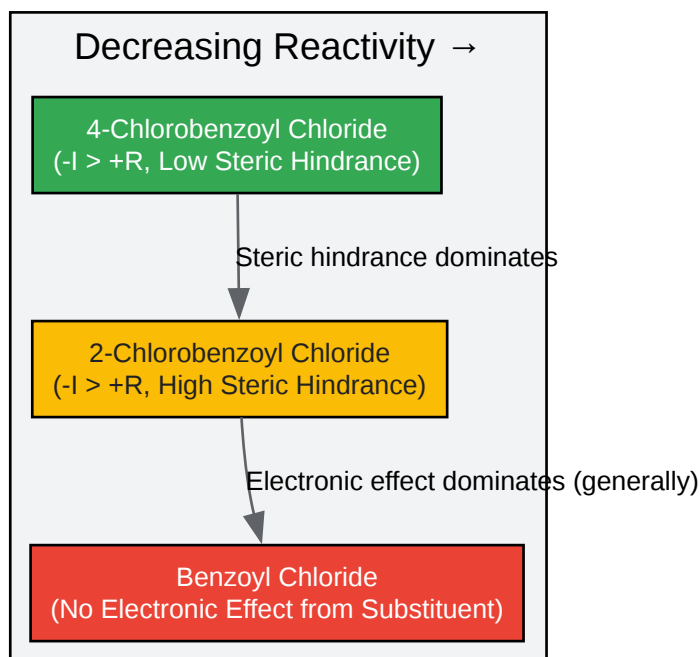 Decreasing Reactivity →
4-Chlorobenzoyl Chloride
(-I > +R, Low Steric Hindrance)
Steric hindrance dominates
2-Chlorobenzoyl Chloride
(-I > +R, High Steric Hindrance)
Electronic effect dominates (generally)
Benzoyl Chloride
(No Electronic Effect from Substituent)